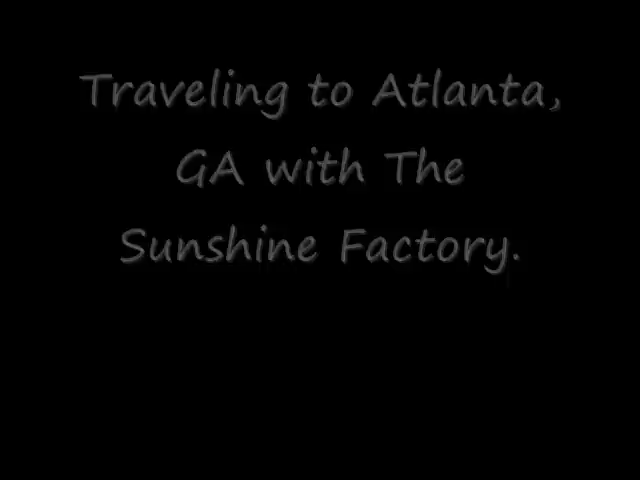 Traveling to Atlanta,
GA with The
Sunshine Factory.